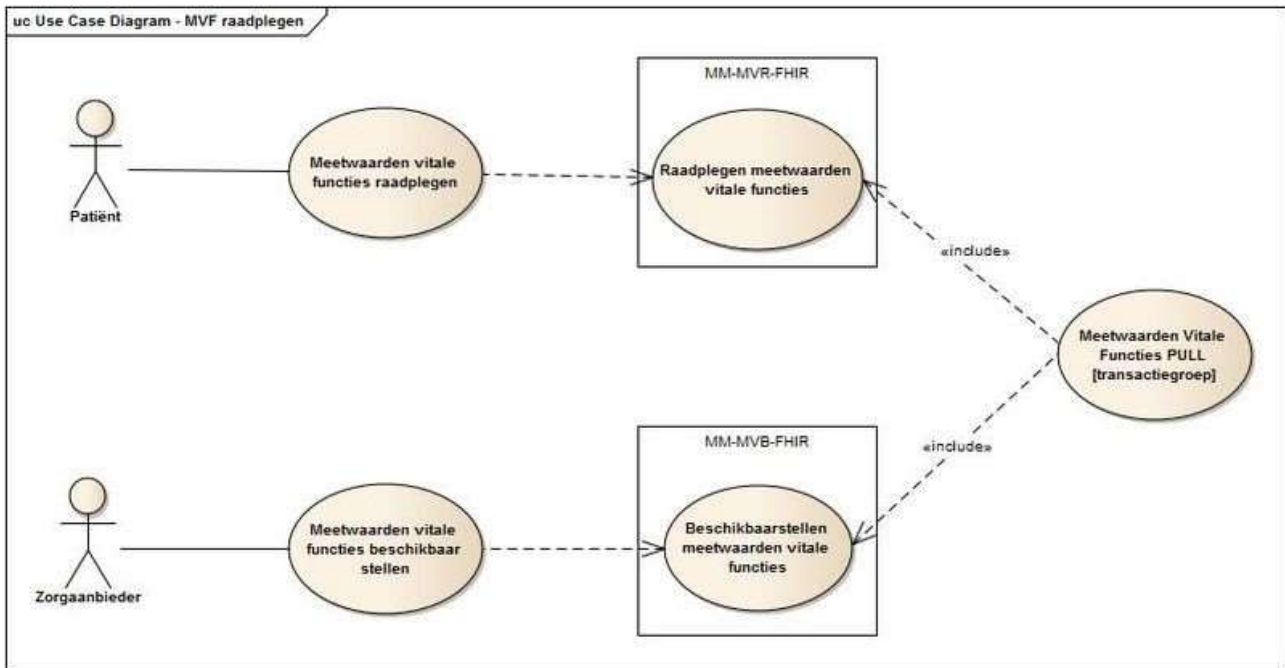 uc Use Case Diagram - MVF raadplegen
MM-MVR-FHIR
Patiënt
Meetwaarden vitale
functies raadplegen
Raadplegen meetwaarden
vitale functies
«include»
Meetwaarden Vitale
Functies PULL
[transactiegroep]
«include»
MM-MVB-FHIR
Zorgaanbieder
Meetwaarden vitale
functies beschikbaar
stellen
Beschikbaarstellen
meetwaarden vitale
functies